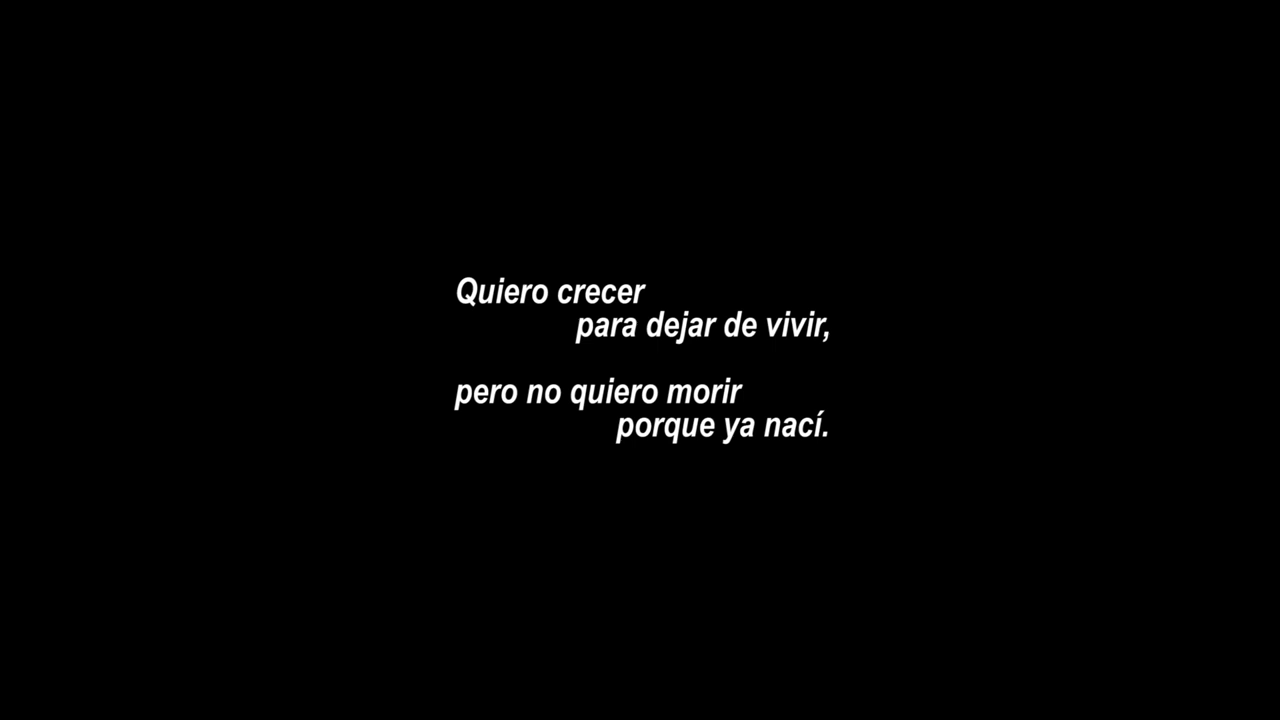 Quiero crecer
para dejar de vivir,
pero no quiero morir
porque ya nací.